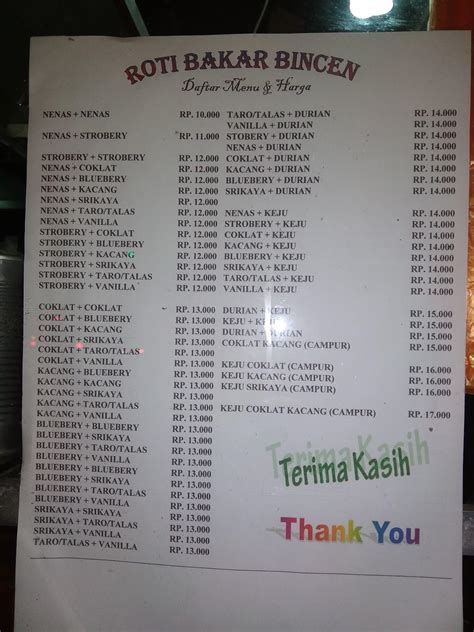 ROTI BAKAR BINCEN
Daftar Menu & Harga
NENAS + NENAS RP. 10.000
NENAS + STROBERY RP. 11.000
STROBERY + STROBERY RP. 12.000
NENAS + COKLAT RP. 12.000
NENAS + BLUEBERY RP. 12.000
NENAS + KACANG RP. 12.000
NENAS + SRIKAYA RP. 12.000
NENAS + TARO/TALAS RP. 12.000
NENAS + VANILLA RP. 12.000
STROBERY + COKLAT RP. 12.000
STROBERY + BLUEBERY RP. 12.000
STROBERY + KACANG RP. 12.000
STROBERY + SRIKAYA RP. 12.000
STROBERY + TARO/TALAS RP. 12.000
STROBERY + VANILLA RP. 12.000
COKLAT + COKLAT RP. 13.000
COKLAT + BLUEBERY RP. 13.000
COKLAT + KACANG RP. 13.000
COKLAT + SRIKAYA RP. 13.000
COKLAT + TARO/TALAS RP. 13.000
COKLAT + VANILLA RP. 13.000
KACANG + BLUEBERY RP. 13.000
KACANG + KACANG RP. 13.000
KACANG + SRIKAYA RP. 13.000
KACANG + TARO/TALAS RP. 13.000
KACANG + VANILLA RP. 13.000
BLUEBERY + BLUEBERY RP. 13.000
BLUEBERY + SRIKAYA RP. 13.000
BLUEBERY + TARO/TALAS RP. 13.000
BLUEBERY + VANILLA RP. 13.000
BLUEBERY + SRIKAYA RP. 13.000
BLUEBERY + TARO/TALAS RP. 13.000
BLUEBERY + VANILLA RP. 13.000
SRIKAYA + SRIKAYA RP. 13.000
SRIKAYA + TARO/TALAS RP. 13.000
SRIKAYA + VANILLA RP. 13.000
TARO/TALAS + VANILLA RP. 13.000
TARO/TALAS + DURIAN RP. 14.000
VANILLA + DURIAN RP. 14.000
STOBERY + DURIAN RP. 14.000
NENAS + DURIAN RP. 14.000
COKLAT + DURIAN RP. 14.000
KACANG + DURIAN RP. 14.000
BLUEBERY + DURIAN RP. 14.000
SRIKAYA + DURIAN RP. 14.000
NENAS + KEJU RP. 14.000
STROBERY + KEJU RP. 14.000
COKLAT + KEJU RP. 14.000
KACANG + KEJU RP. 14.000
BLUEBERY + KEJU RP. 14.000
SRIKAYA + KEJU RP. 14.000
TARO/TALAS + KEJU RP. 14.000
VANILLA + KEJU RP. 14.000
DURIAN + KEJU RP. 15.000
KEJU + KEJU RP. 15.000
DURIAN + DURIAN RP. 15.000
COKLAT KACANG (CAMPUR) RP. 15.000
KEJU COKLAT (CAMPUR) RP. 16.000
KEJU KACANG (CAMPUR) RP. 16.000
KEJU SRIKAYA (CAMPUR) RP. 16.000
KEJU COKLAT KACANG (CAMPUR) RP. 17.000
Terima Kasih
Thank You